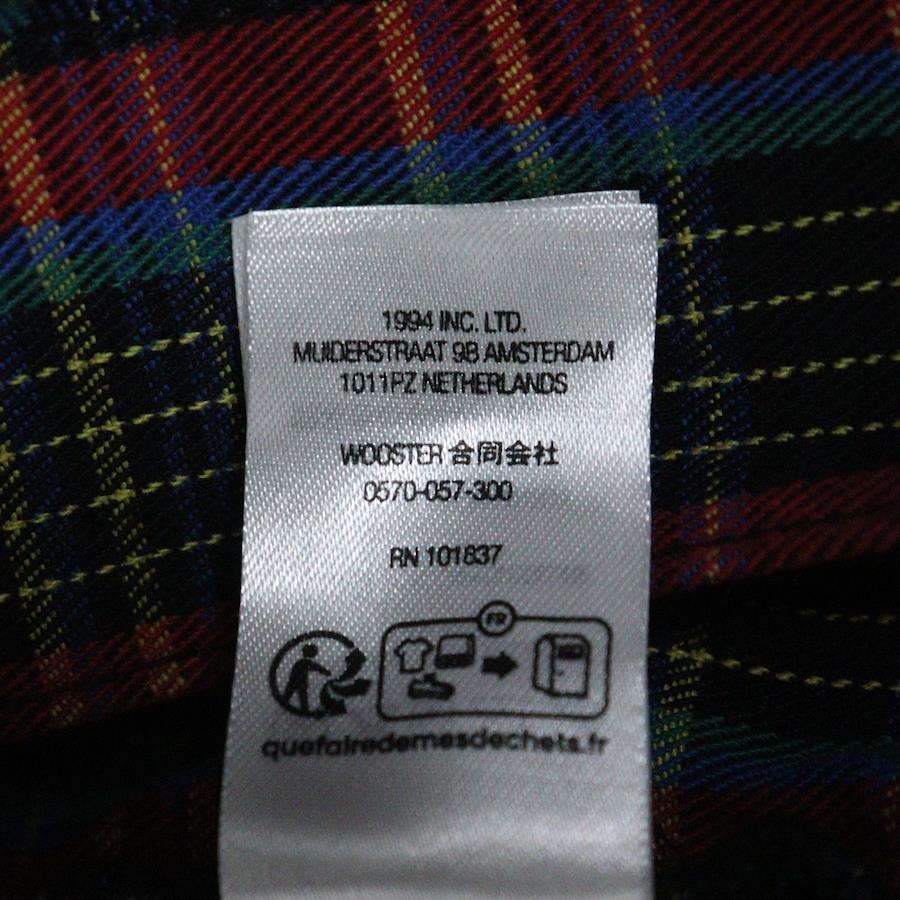 1994 INC. LTD.
MUIDERSTRAAT 9B AMSTERDAM
1011PZ NETHERLANDS
WOOSTER 合同会社
0570-057-300
RN 101837
FR
quefairedemesdechets.fr